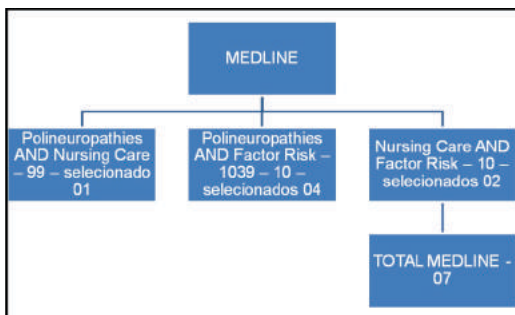 MEDLINE
Polineuropathies
AND Nursing Care
– 99 – selecionado
01
Polineuropathies
AND Factor Risk –
1039 – 10 –
selecionados 04
Nursing Care AND
Factor Risk – 10 –
selecionados 02
TOTAL MEDLINE -
07